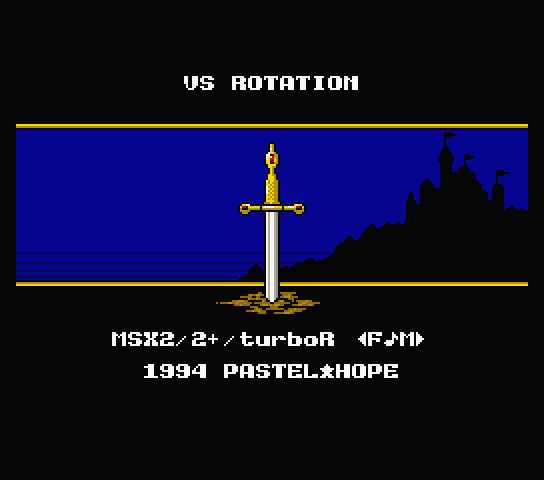 VS ROTATION
MSX2/2+/turboR ⏴F♪M⏵
1994 PASTEL★HOPE